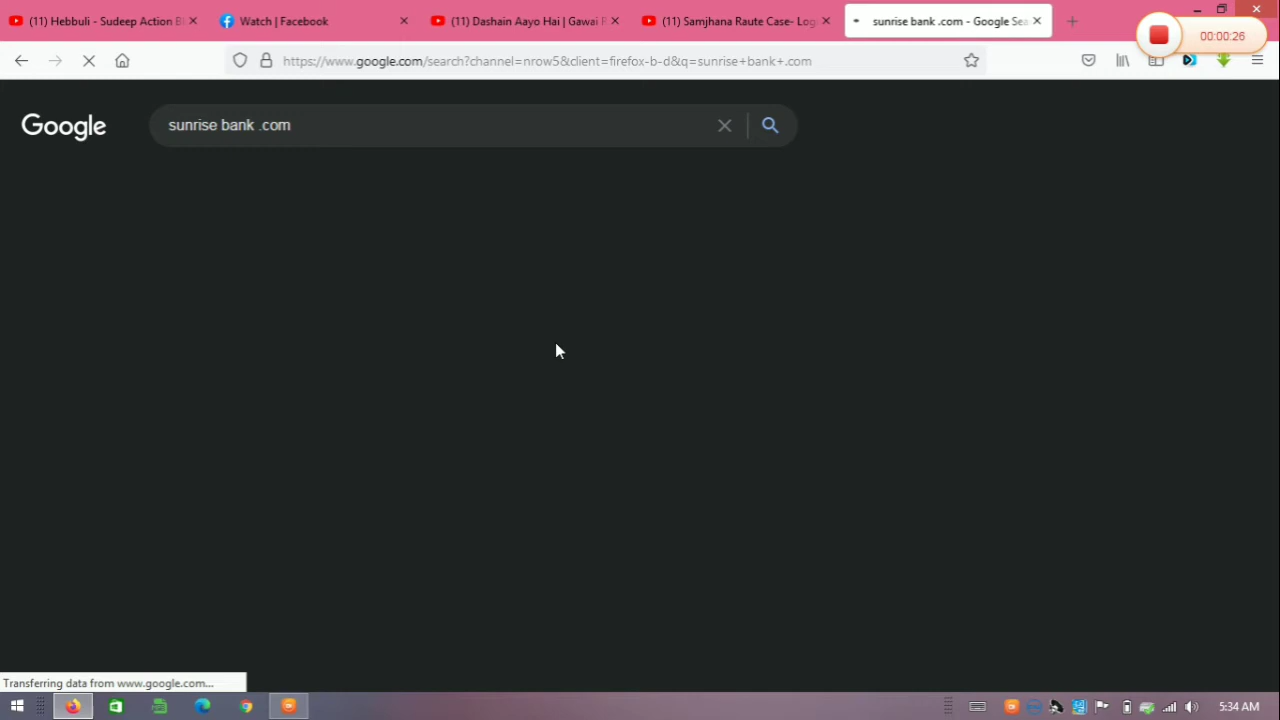 (11) Hebbuli - Sudeep Action Bl
Watch | Facebook
(11) Dashain Aayo Hai | Gawai F
(11) Samjhana Raute Case- Log
sunrise bank .com - Google Sea
00:00:26
https://www.google.com/search?channel=nrow5&client=firefox-b-d&q=sunrise+bank+.com
Google
sunrise bank .com
Transferring data from www.google.com...
5:34 AM